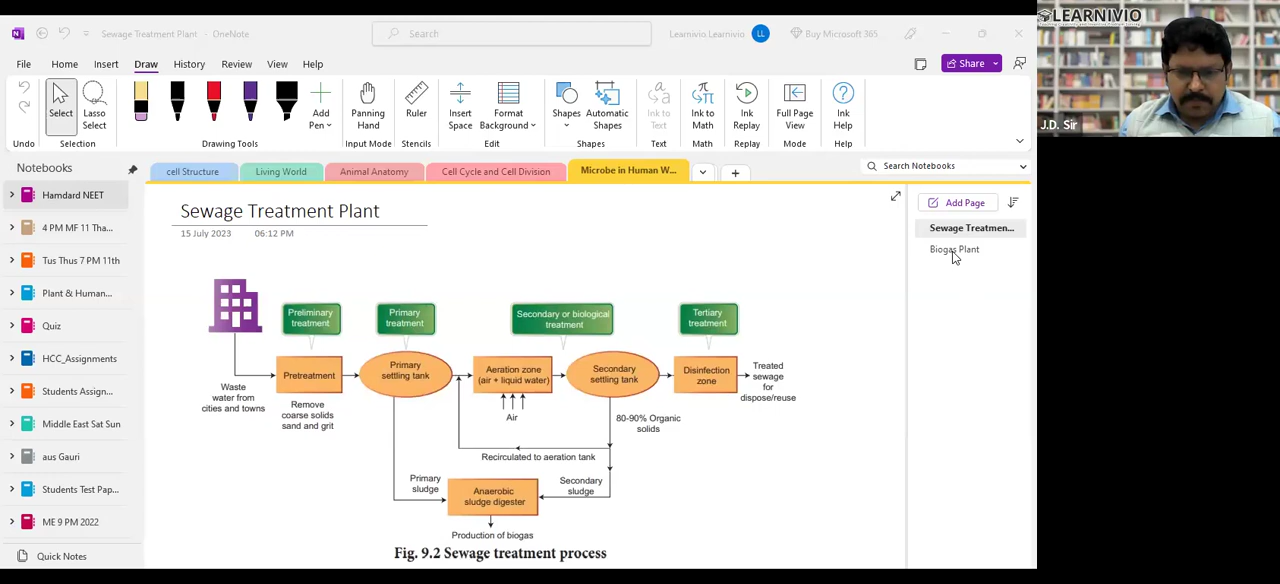 Sewage Treatment Plant - OneNote
Search
Learnivio.Learnivio
LL
Buy Microsoft 365
File
Home
Insert
Draw
History
Review
View
Help
Share
Select
Lasso
Select
Add
Pen
Panning
Hand
Ruler
Insert
Space
Format
Background
Shapes
Automatic
Shapes
Ink to
Text
Ink to
Math
Ink
Replay
Full Page
View
Ink
Help
Undo
Selection
Drawing Tools
Input Mode
Stencils
Edit
Shapes
Text
Math
Replay
Mode
Help
Notebooks
cell Structure
Living World
Animal Anatomy
Cell Cycle and Cell Division
Microbe in Human W...
Search Notebooks
Hamdard NEET
4 PM MF 11 Tha...
Tus Thus 7 PM 11th
Plant & Human...
Quiz
HCC_Assignments
Students Assign...
Middle East Sat Sun
aus Gauri
Students Test Pap...
ME 9 PM 2022
Quick Notes
Add Page
Sewage Treatmen...
Biogas Plant
Sewage Treatment Plant
15 July 2023 06:12 PM
Preliminary
treatment
Primary
treatment
Secondary or biological
treatment
Tertiary
treatment
Pretreatment
Primary
settling tank
Aeration zone
(air + liquid water)
Secondary
settling tank
Disinfection
zone
Treated
sewage
for
dispose/reuse
Waste
water from
cities and towns
Remove
coarse solids
sand and grit
Air
80-90% Organic
solids
Recirculated to aeration tank
Primary
sludge
Secondary
sludge
Anaerobic
sludge digester
Production of biogas
Fig. 9.2 Sewage treatment process
LEARNIVIO
J.D. Sir